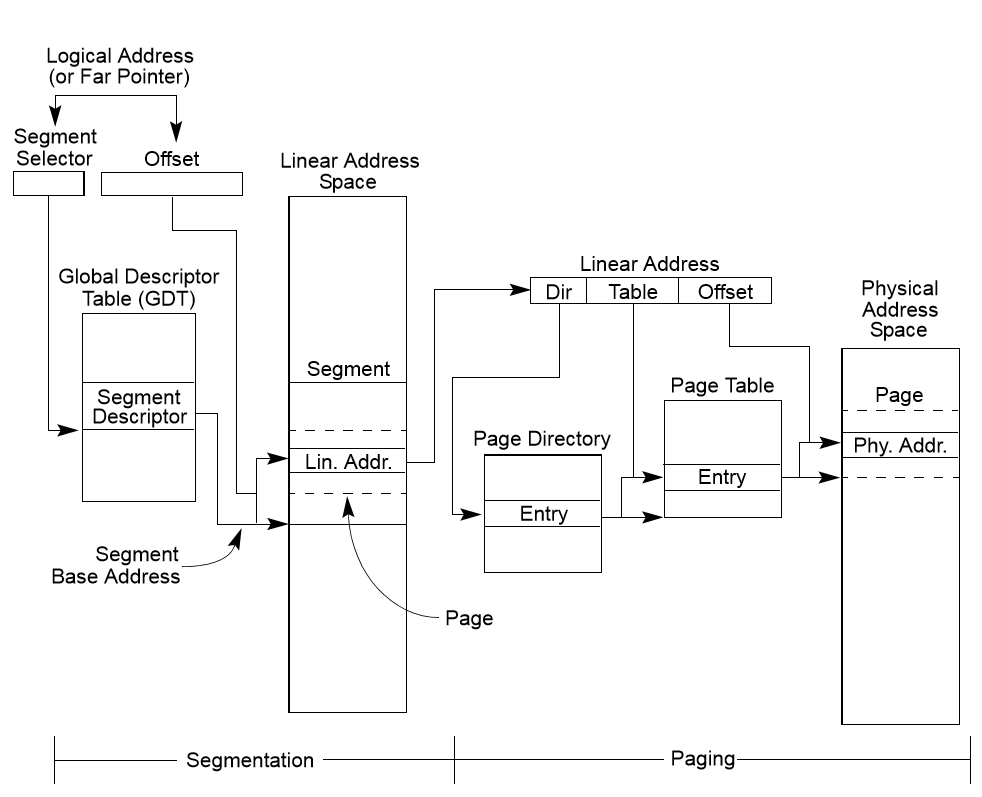 Logical Address
(or Far Pointer)
Segment
Selector
Offset
Linear Address
Space
Global Descriptor
Table (GDT)
Segment
Descriptor
Segment
Lin. Addr.
Segment
Base Address
Page
Linear Address
Dir
Table
Offset
Page Directory
Entry
Page Table
Entry
Physical
Address
Space
Page
Phy. Addr.
Segmentation
Paging